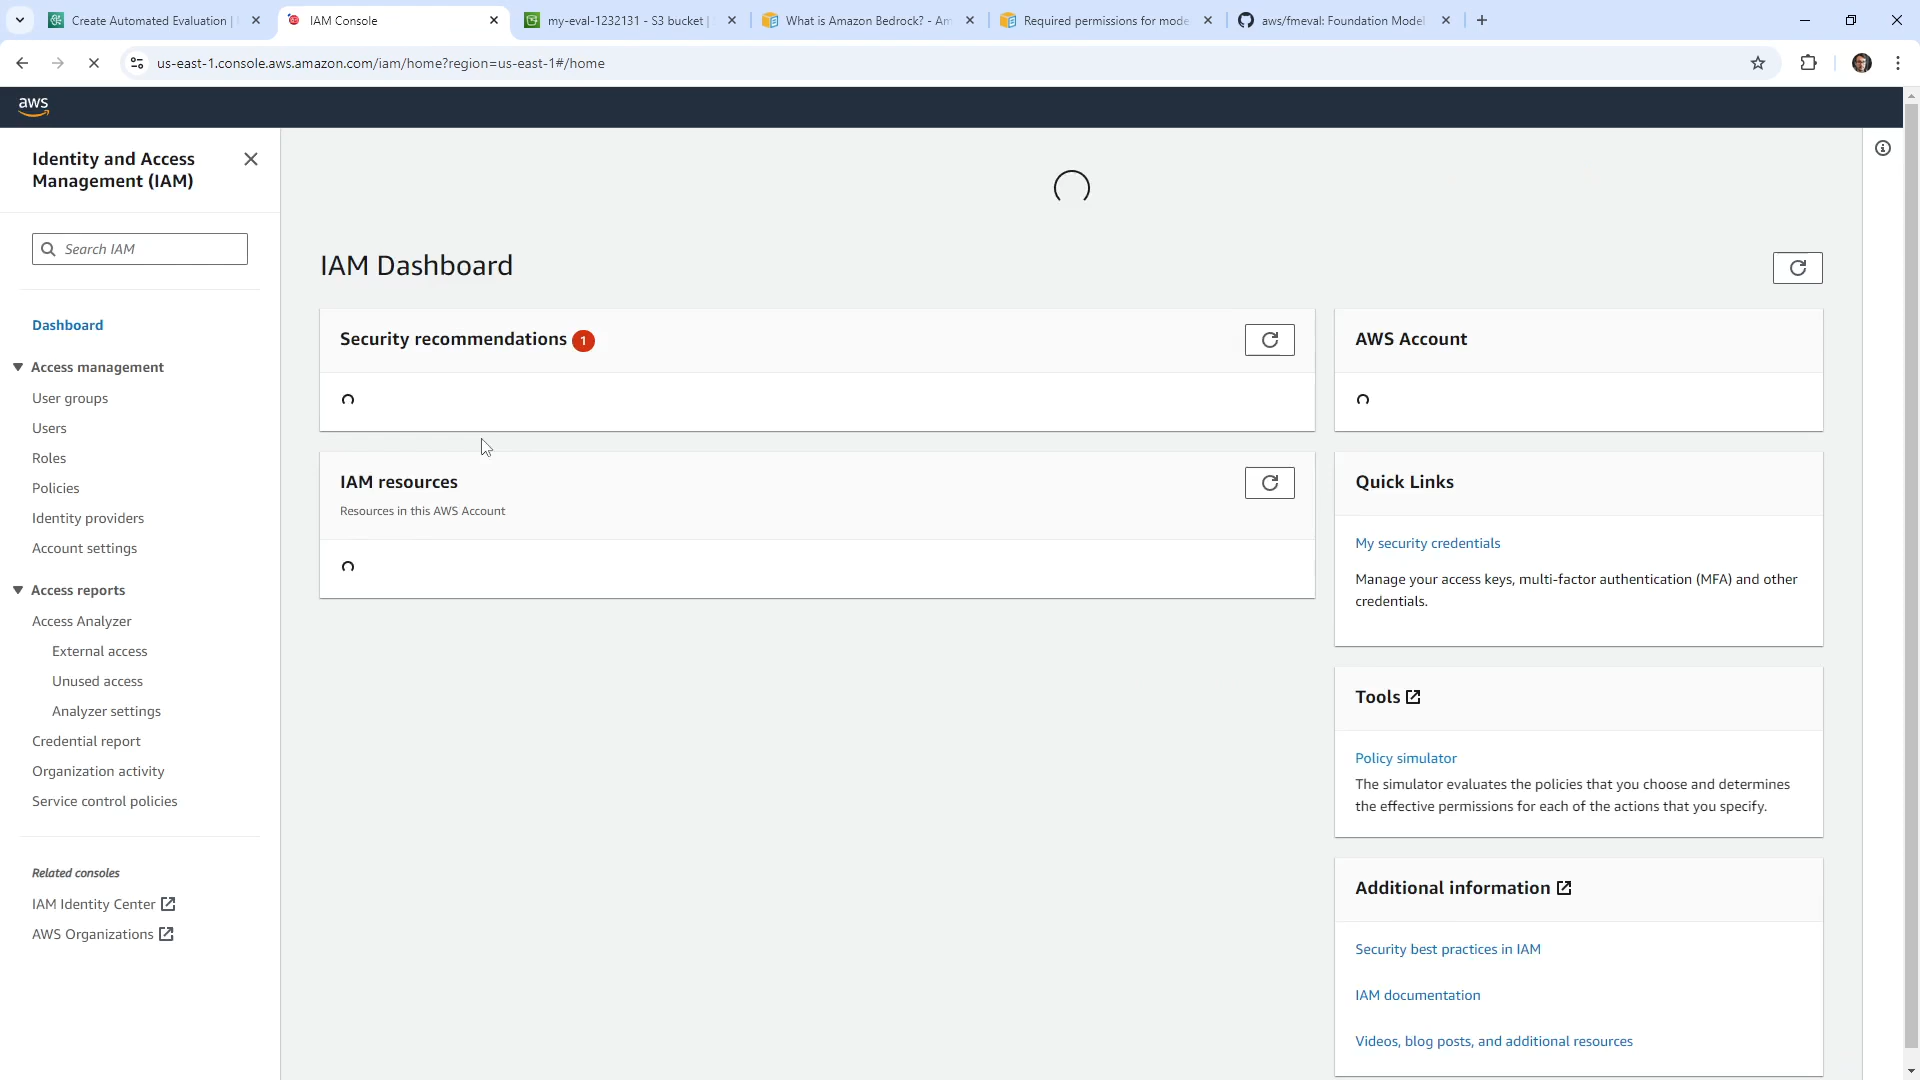 Create Automated Evaluation |
IAM Console
my-eval-1232131 - S3 bucket |
What is Amazon Bedrock? - Am
Required permissions for mode
aws/fmeval: Foundation Model
us-east-1.console.aws.amazon.com/iam/home?region=us-east-1#/home
aws
Identity and Access
Management (IAM)
Search IAM
Dashboard
Access management
User groups
Users
Roles
Policies
Identity providers
Account settings
Access reports
Access Analyzer
External access
Unused access
Analyzer settings
Credential report
Organization activity
Service control policies
Related consoles
IAM Identity Center
AWS Organizations
IAM Dashboard
Security recommendations 1
IAM resources
Resources in this AWS Account
AWS Account
Quick Links
My security credentials
Manage your access keys, multi-factor authentication (MFA) and other
credentials.
Tools
Policy simulator
The simulator evaluates the policies that you choose and determines
the effective permissions for each of the actions that you specify.
Additional information
Security best practices in IAM
IAM documentation
Videos, blog posts, and additional resources